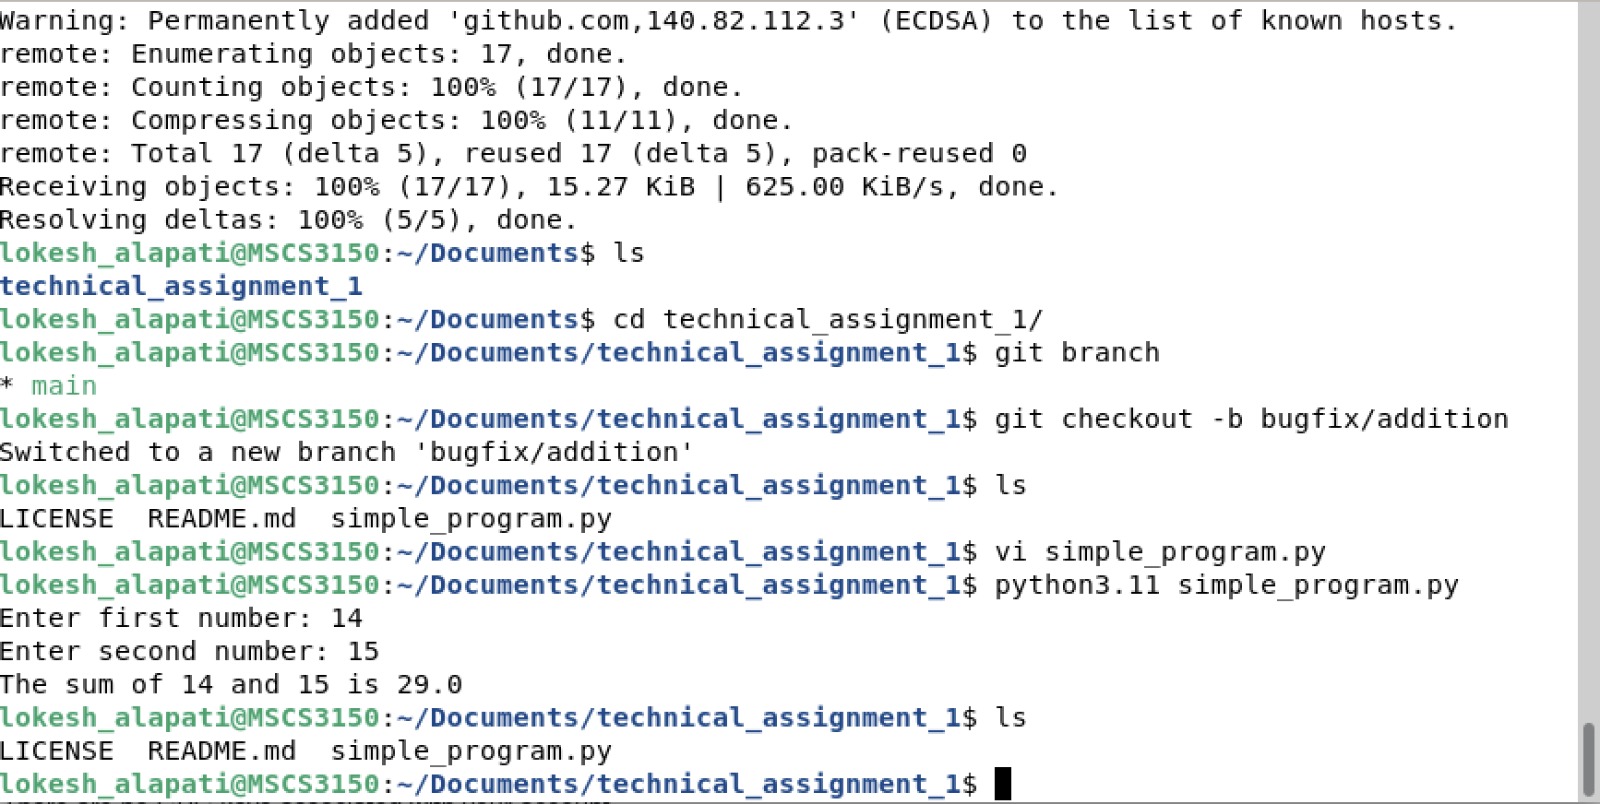 Warning: Permanently added 'github.com,140.82.112.3' (ECDSA) to the list of known hosts.
remote: Enumerating objects: 17, done.
remote: Counting objects: 100% (17/17), done.
remote: Compressing objects: 100% (11/11), done.
remote: Total 17 (delta 5), reused 17 (delta 5), pack-reused 0
Receiving objects: 100% (17/17), 15.27 KiB | 625.00 KiB/s, done.
Resolving deltas: 100% (5/5), done.
lokesh_alapati@MSCS3150:~/Documents$ ls
technical_assignment_1
lokesh_alapati@MSCS3150:~/Documents$ cd technical_assignment_1/
lokesh_alapati@MSCS3150:~/Documents/technical_assignment_1$ git branch
* main
lokesh_alapati@MSCS3150:~/Documents/technical_assignment_1$ git checkout -b bugfix/addition
Switched to a new branch 'bugfix/addition'
lokesh_alapati@MSCS3150:~/Documents/technical_assignment_1$ ls
LICENSE  README.md  simple_program.py
lokesh_alapati@MSCS3150:~/Documents/technical_assignment_1$ vi simple_program.py
lokesh_alapati@MSCS3150:~/Documents/technical_assignment_1$ python3.11 simple_program.py
Enter first number: 14
Enter second number: 15
The sum of 14 and 15 is 29.0
lokesh_alapati@MSCS3150:~/Documents/technical_assignment_1$ ls
LICENSE  README.md  simple_program.py
lokesh_alapati@MSCS3150:~/Documents/technical_assignment_1$